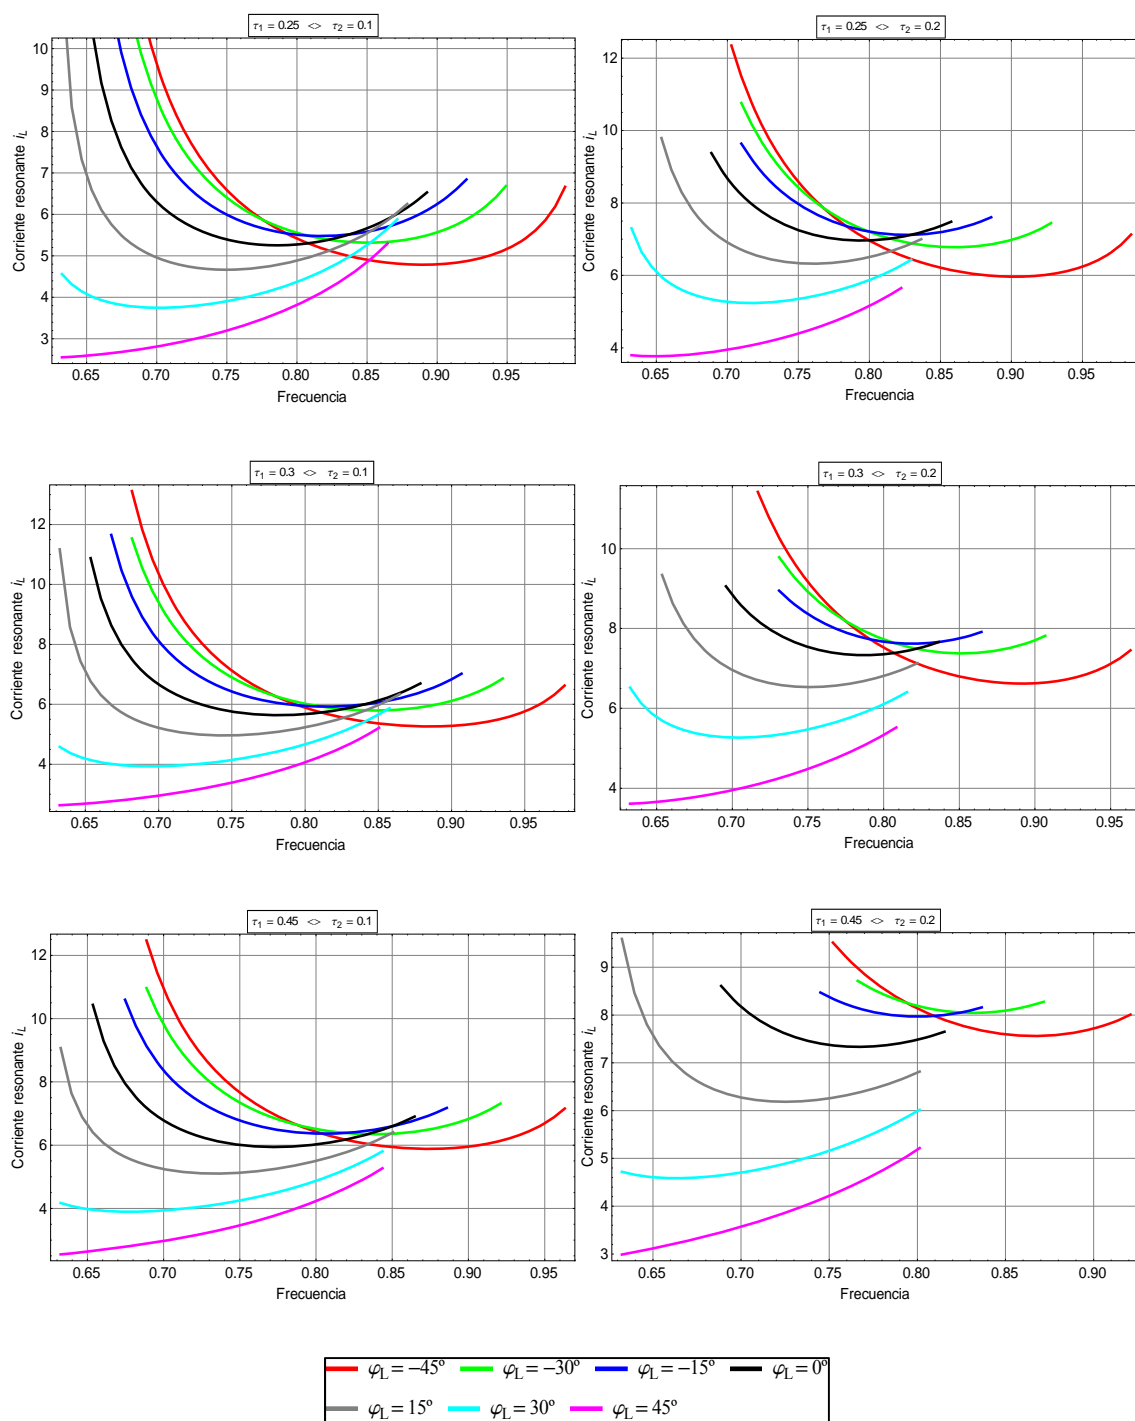 τ1 = 0.25 <> τ2 = 0.1
10
9
8
7
6
5
4
3
Corriente resonante iL
0.65 0.70 0.75 0.80 0.85 0.90 0.95
Frecuencia
τ1 = 0.25 <> τ2 = 0.2
12
10
8
6
4
Corriente resonante iL
0.65 0.70 0.75 0.80 0.85 0.90 0.95
Frecuencia
τ1 = 0.3 <> τ2 = 0.1
12
10
8
6
4
Corriente resonante iL
0.65 0.70 0.75 0.80 0.85 0.90 0.95
Frecuencia
τ1 = 0.3 <> τ2 = 0.2
10
8
6
4
Corriente resonante iL
0.65 0.70 0.75 0.80 0.85 0.90 0.95
Frecuencia
τ1 = 0.45 <> τ2 = 0.1
12
10
8
6
4
Corriente resonante iL
0.65 0.70 0.75 0.80 0.85 0.90 0.95
Frecuencia
τ1 = 0.45 <> τ2 = 0.2
9
8
7
6
5
4
3
Corriente resonante iL
0.65 0.70 0.75 0.80 0.85 0.90
Frecuencia
φL = −45º φL = −30º φL = −15º φL = 0º
φL = 15º φL = 30º φL = 45º